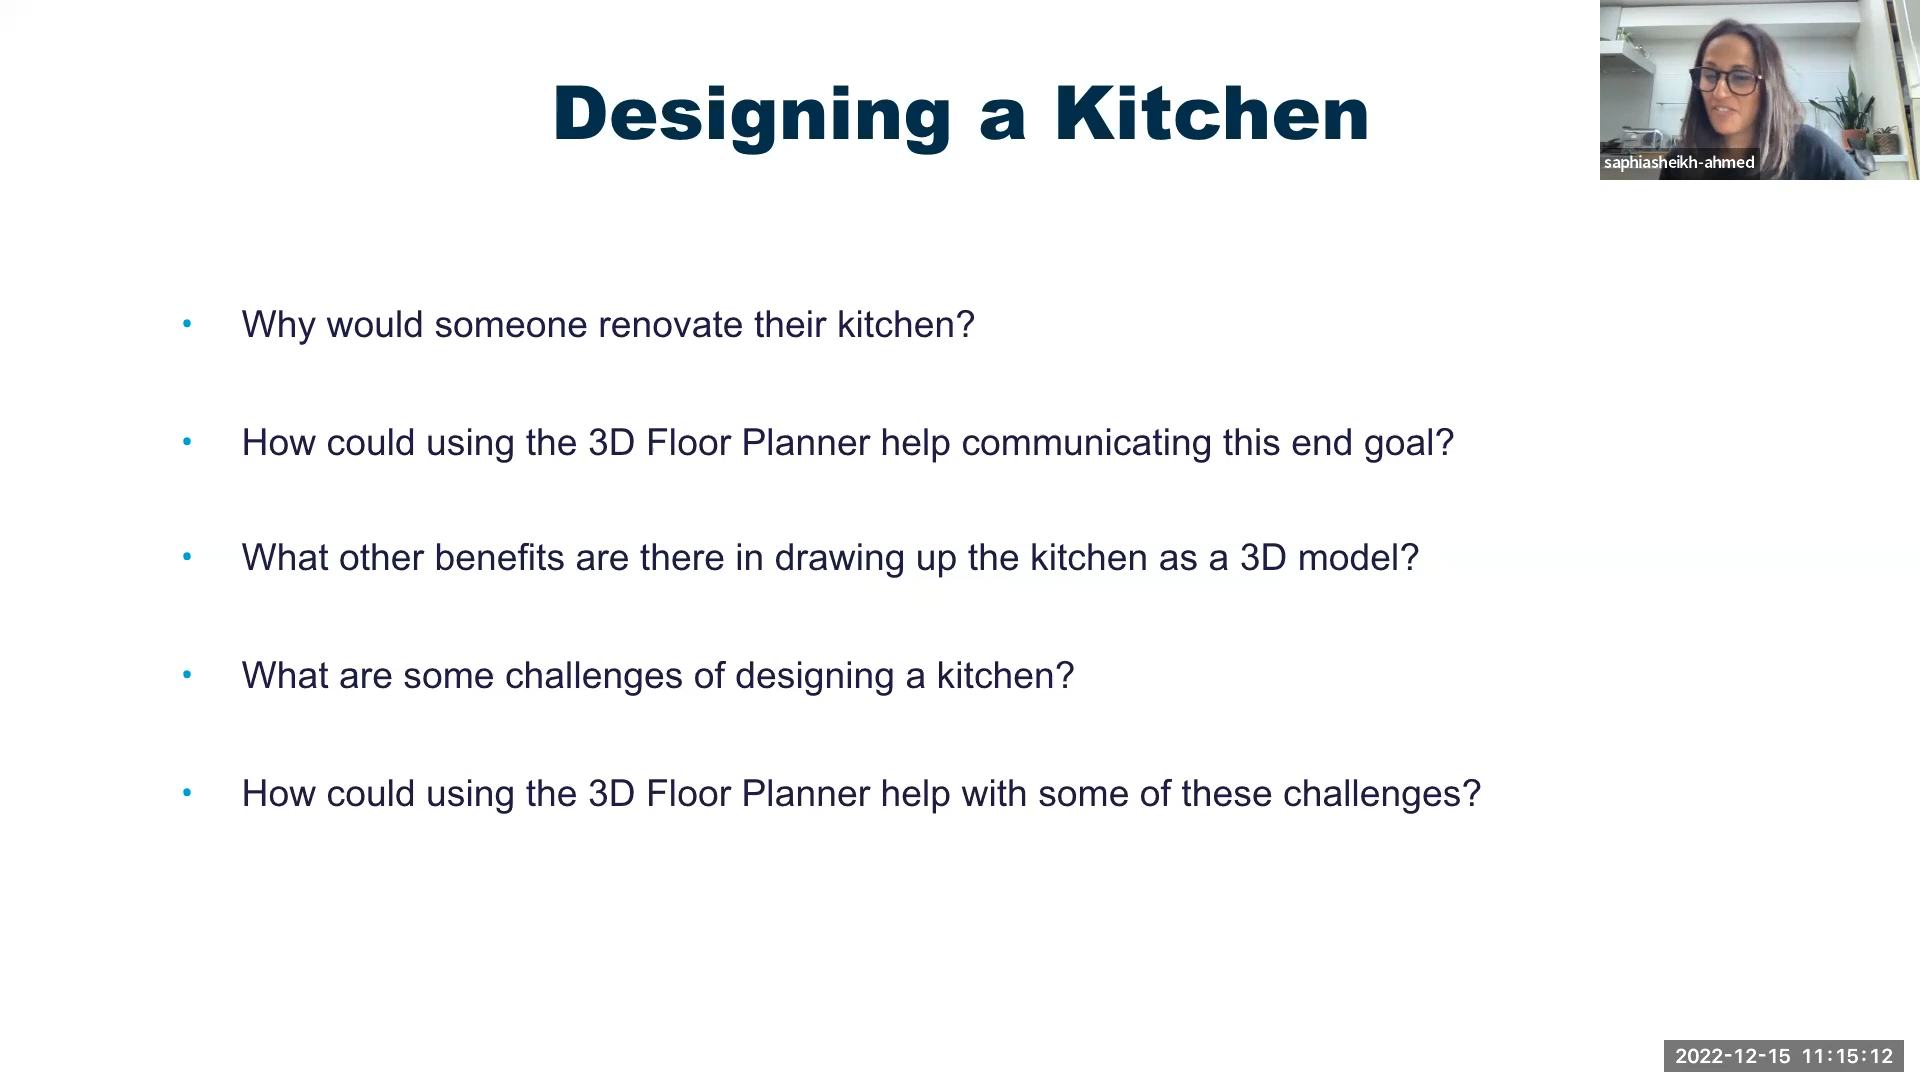 Designing a Kitchen
saphiasheikh-ahmed
• Why would someone renovate their kitchen?
• How could using the 3D Floor Planner help communicating this end goal?
• What other benefits are there in drawing up the kitchen as a 3D model?
• What are some challenges of designing a kitchen?
• How could using the 3D Floor Planner help with some of these challenges?
2022-12-15 11:15:12